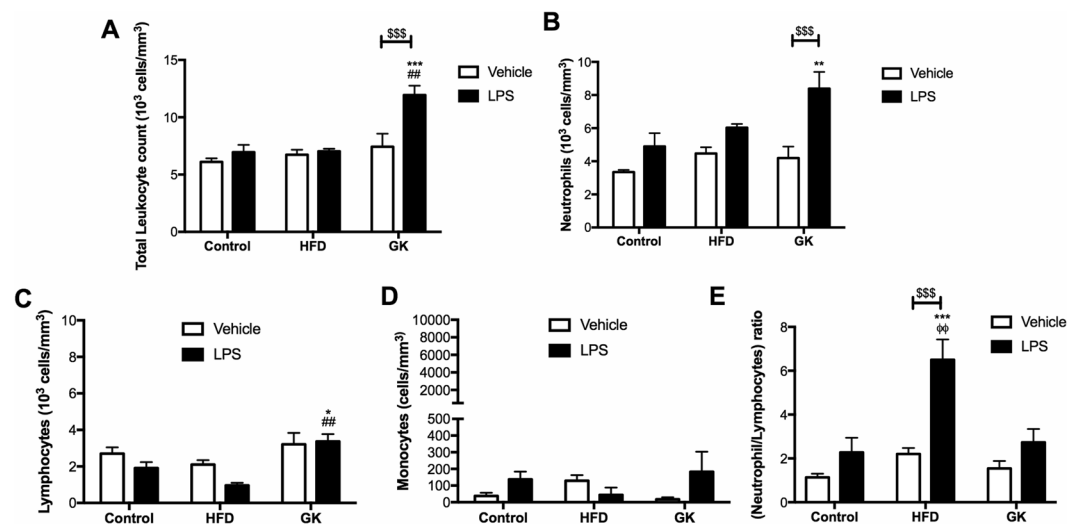 A
Total Leukocyte count (10³ cells/mm³)
15
10
5
0
$$$
***
##
Vehicle
LPS
Control HFD GK
B
Neutrophils (10³ cells/mm³)
10
8
6
4
2
0
$$$
**
Vehicle
LPS
Control HFD GK
C
Lymphocytes (10³ cells/mm³)
10
8
6
4
2
0
Vehicle
LPS
*
##
Control HFD GK
D
Monocytes (cells/mm³)
10000
8000
6000
4000
2000
500
400
300
200
100
0
Vehicle
LPS
Control HFD GK
E
(Neutrophil/Lymphocytes) ratio
8
6
4
2
0
$$$
***
ϕϕ
Vehicle
LPS
Control HFD GK